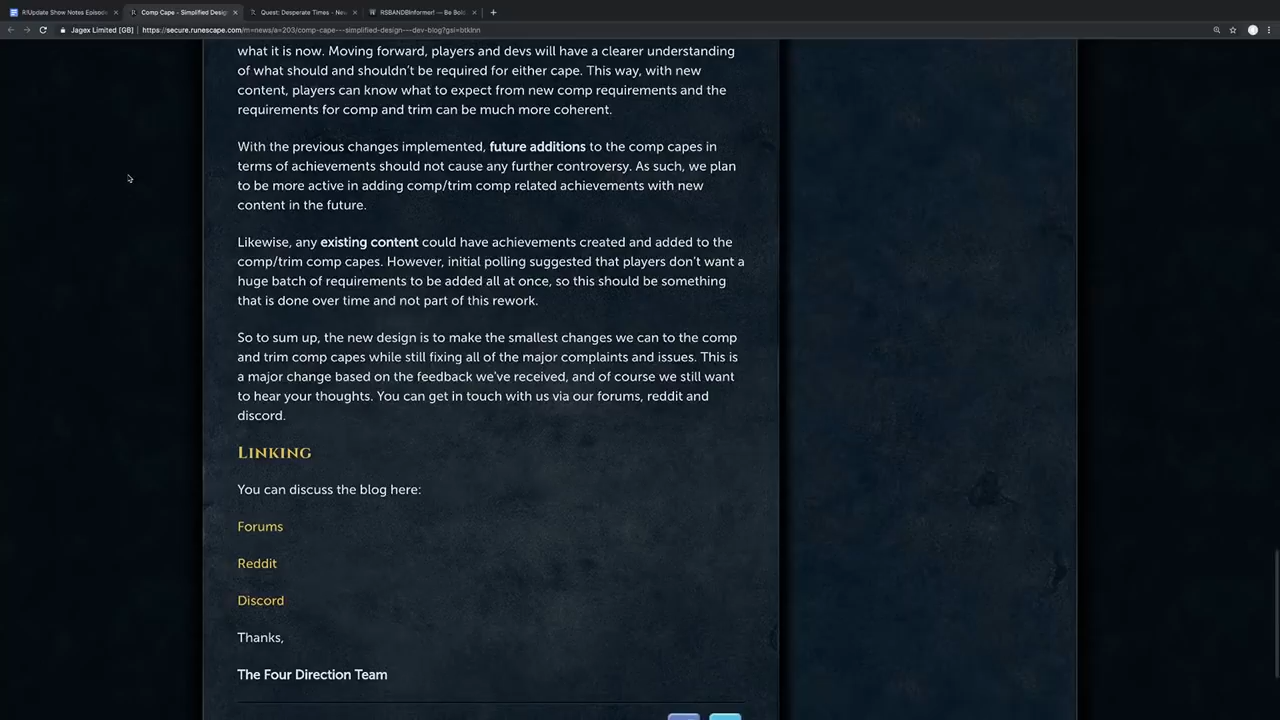 R!Update Show Notes Episode
Comp Cape - Simplified Desig
Quest: Desperate Times - New
RSBANDBInformer! — Be Bold
Jagex Limited [GB]
https://secure.runescape.com/m=news/a=203/comp-cape---simplified-design---dev-blog?gsi=btklnn
what it is now. Moving forward, players and devs will have a clearer understanding
of what should and shouldn’t be required for either cape. This way, with new
content, players can know what to expect from new comp requirements and the
requirements for comp and trim can be much more coherent.
With the previous changes implemented, future additions to the comp capes in
terms of achievements should not cause any further controversy. As such, we plan
to be more active in adding comp/trim comp related achievements with new
content in the future.
Likewise, any existing content could have achievements created and added to the
comp/trim comp capes. However, initial polling suggested that players don’t want a
huge batch of requirements to be added all at once, so this should be something
that is done over time and not part of this rework.
So to sum up, the new design is to make the smallest changes we can to the comp
and trim comp capes while still fixing all of the major complaints and issues. This is
a major change based on the feedback we’ve received, and of course we still want
to hear your thoughts. You can get in touch with us via our forums, reddit and
discord.
LINKING
You can discuss the blog here:
Forums
Reddit
Discord
Thanks,
The Four Direction Team